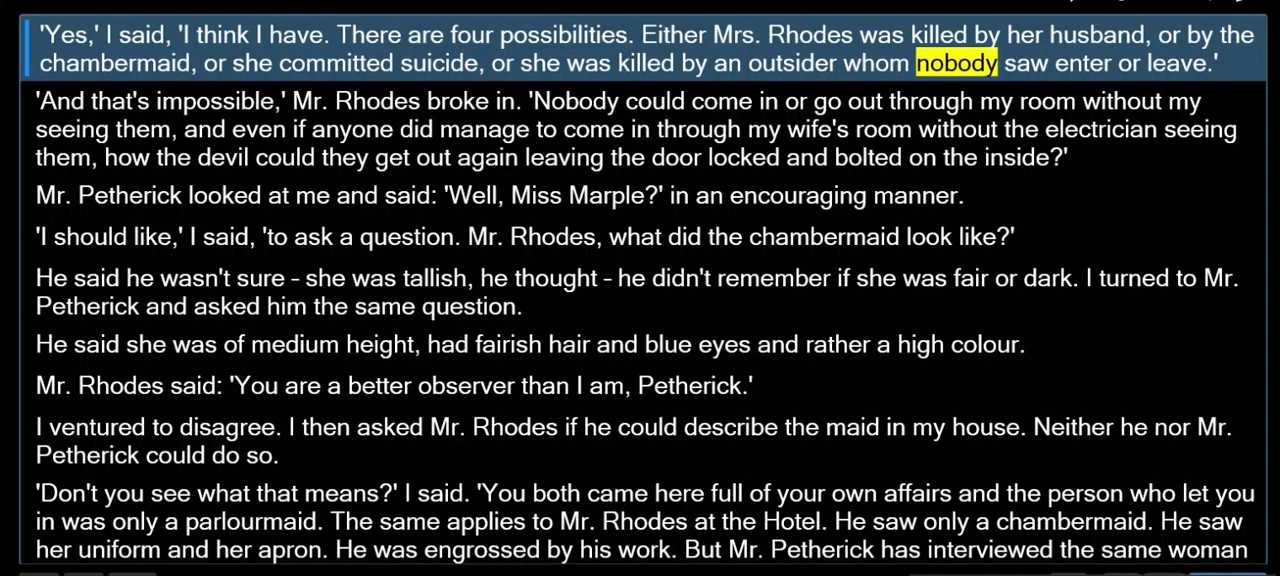 'Yes,' I said, 'I think I have. There are four possibilities. Either Mrs. Rhodes was killed by her husband, or by the
chambermaid, or she committed suicide, or she was killed by an outsider whom nobody saw enter or leave.'
'And that's impossible,' Mr. Rhodes broke in. 'Nobody could come in or go out through my room without my
seeing them, and even if anyone did manage to come in through my wife's room without the electrician seeing
them, how the devil could they get out again leaving the door locked and bolted on the inside?'
Mr. Petherick looked at me and said: 'Well, Miss Marple?' in an encouraging manner.
'I should like,' I said, 'to ask a question. Mr. Rhodes, what did the chambermaid look like?'
He said he wasn't sure – she was tallish, he thought – he didn't remember if she was fair or dark. I turned to Mr.
Petherick and asked him the same question.
He said she was of medium height, had fairish hair and blue eyes and rather a high colour.
Mr. Rhodes said: 'You are a better observer than I am, Petherick.'
I ventured to disagree. I then asked Mr. Rhodes if he could describe the maid in my house. Neither he nor Mr.
Petherick could do so.
'Don't you see what that means?' I said. 'You both came here full of your own affairs and the person who let you
in was only a parlourmaid. The same applies to Mr. Rhodes at the Hotel. He saw only a chambermaid. He saw
her uniform and her apron. He was engrossed by his work. But Mr. Petherick has interviewed the same woman